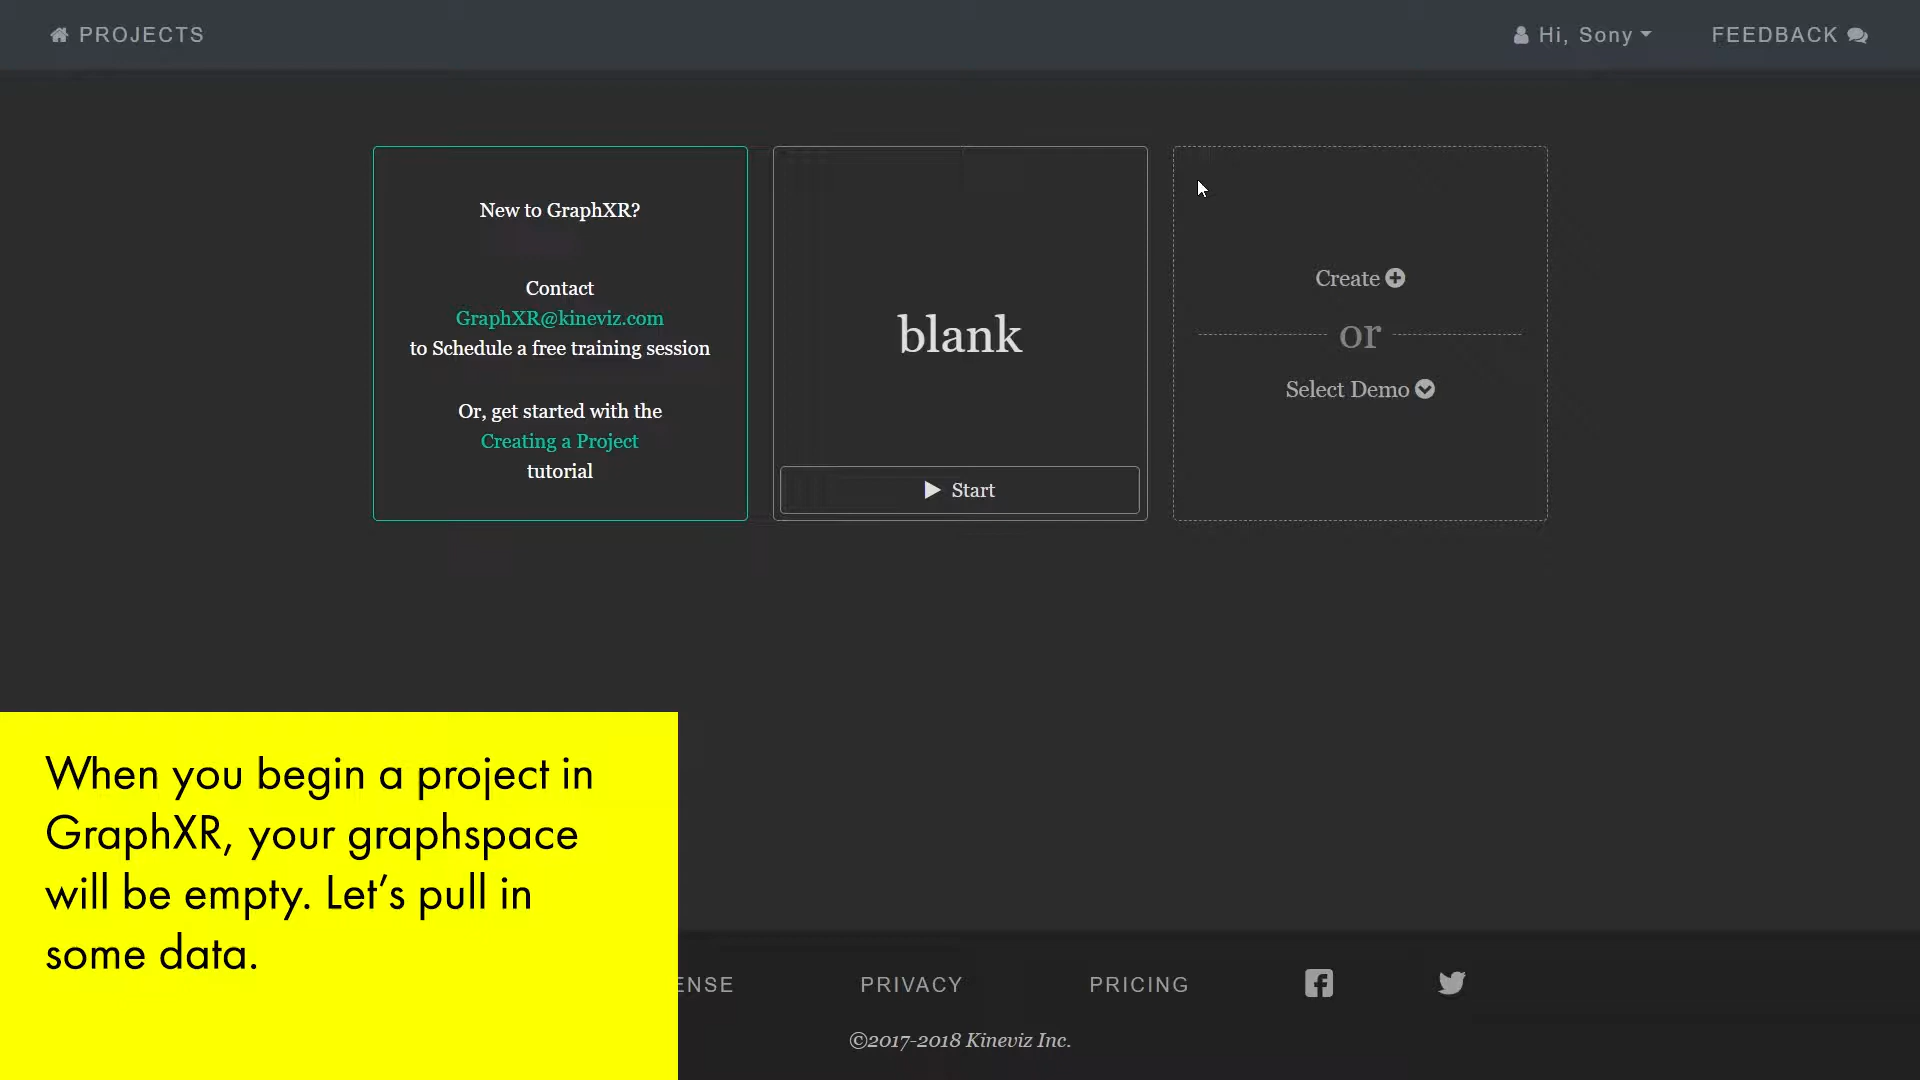 PROJECTS
Hi, Sony
FEEDBACK
New to GraphXR?
Contact
GraphXR@kineviz.com
to Schedule a free training session
Or, get started with the
Creating a Project
tutorial
blank
Start
Create
or
Select Demo
When you begin a project in
GraphXR, your graphspace
will be empty. Let’s pull in
some data.
ENSE
PRIVACY
PRICING
©2017-2018 Kineviz Inc.